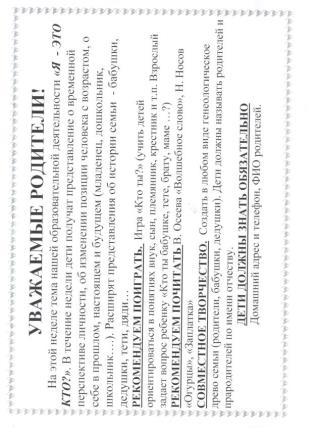 УВАЖАЕМЫЕ РОДИТЕЛИ!
На этой неделе тема нашей образовательной деятельности «Я - ЭТО
КТО?». В течение недели дети получат представление о временной
перспективе личности, об изменении позиции человека с возрастом, о
себе в прошлом, настоящем и будущем (младенец, дошкольник,
школьник…). Расширят представления об истории семьи - бабушки,
дедушки, тети, дяди…
РЕКОМЕНДУЕМ ПОИГРАТЬ. Игра «Кто ты?» (учить детей
ориентироваться в понятиях внук, сын, племянник, крестник и т.п. Взрослый
задает вопрос ребенку «Кто ты бабушке, тете, брату, маме …?)
РЕКОМЕНДУЕМ ПОЧИТАТЬ В. Осеева «Волшебное слово», Н. Носов
«Огурцы», «Заплатка»
СОВМЕСТНОЕ ТВОРЧЕСТВО. Создать в любом виде генеологическое
древо семьи (родители, бабушки, дедушки). Дети должны называть родителей и
прародителей по имени отчеству.
ДЕТИ ДОЛЖНЫ ЗНАТЬ ОБЯЗАТЕЛЬНО
Домашний адрес и телефон, ФИО родителей.